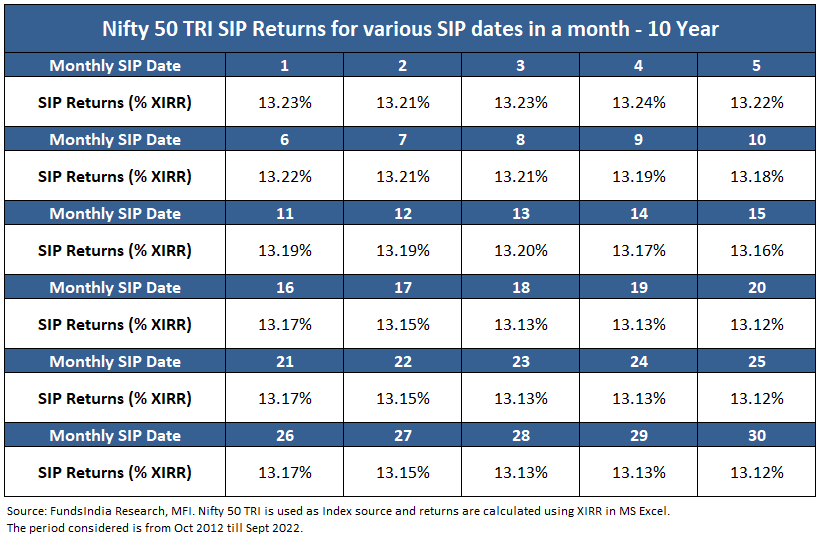 Nifty 50 TRI SIP Returns for various SIP dates in a month - 10 Year
Monthly SIP Date 1 2 3 4 5
SIP Returns (% XIRR) 13.23% 13.21% 13.23% 13.24% 13.22%
Monthly SIP Date 6 7 8 9 10
SIP Returns (% XIRR) 13.22% 13.21% 13.21% 13.19% 13.18%
Monthly SIP Date 11 12 13 14 15
SIP Returns (% XIRR) 13.19% 13.19% 13.20% 13.17% 13.16%
Monthly SIP Date 16 17 18 19 20
SIP Returns (% XIRR) 13.17% 13.15% 13.13% 13.13% 13.12%
Monthly SIP Date 21 22 23 24 25
SIP Returns (% XIRR) 13.17% 13.15% 13.13% 13.13% 13.12%
Monthly SIP Date 26 27 28 29 30
SIP Returns (% XIRR) 13.17% 13.15% 13.13% 13.13% 13.12%
Source: FundsIndia Research, MFI. Nifty 50 TRI is used as Index source and returns are calculated using XIRR in MS Excel.
The period considered is from Oct 2012 till Sept 2022.